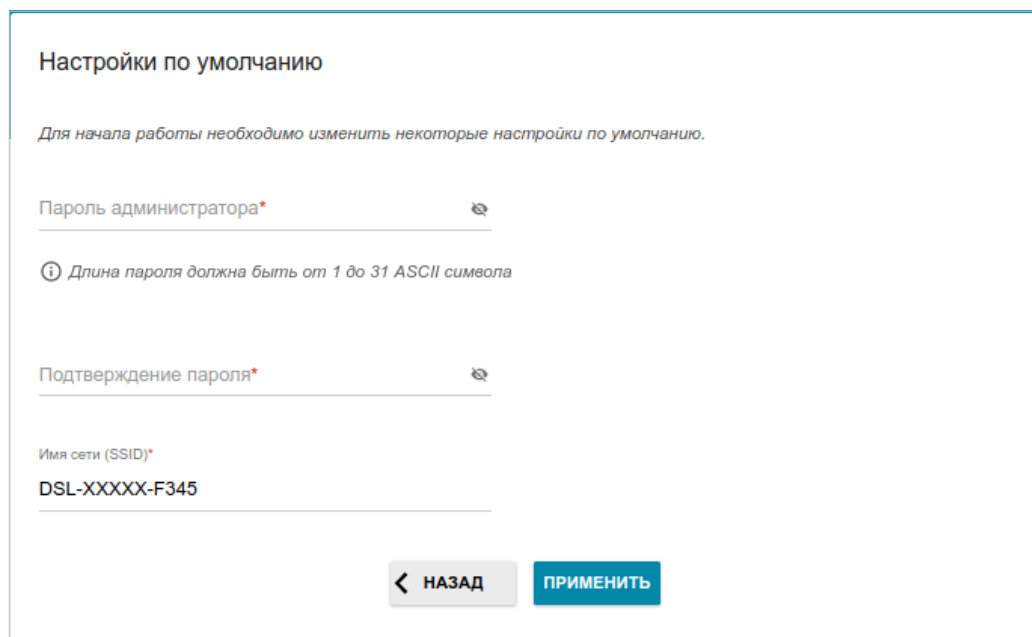 Настройки по умолчанию
Для начала работы необходимо изменить некоторые настройки по умолчанию.
Пароль администратора*
Длина пароля должна быть от 1 до 31 ASCII символа
Подтверждение пароля*
Имя сети (SSID)*
DSL-XXXXX-F345
НАЗАД
ПРИМЕНИТЬ